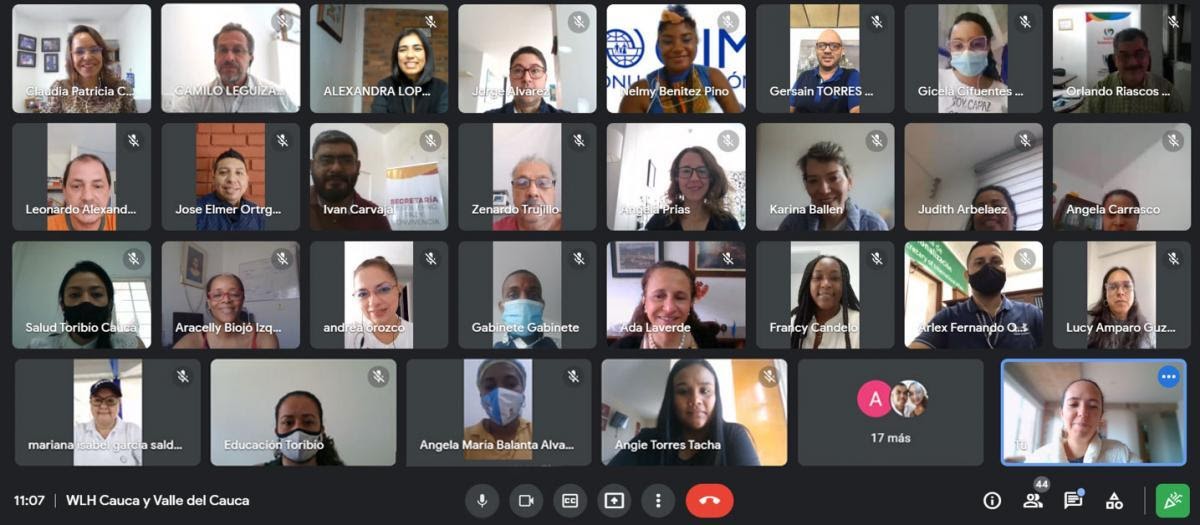 Claudia Patricia C...
CAMILO LEGUIZA...
ALEXANDRA LOP...
Jorge Alvarez
OIM
ONU
Nelmy Benitez Pino
Gersain TORRES ...
Gicela Cifuentes ...
SOY CAPAZ
Orlando Riascos ...
Leonardo Alexand...
Jose Elmer Ortrg...
Ivan Carvajal
SECRETARÍA
Zenardo Trujillo
Angela Prias
Karina Ballen
Judith Arbelaez
Angela Carrasco
Salud Toribio Cauca
Aracelly Biojó Izq...
andrea orozco
Gabinete Gabinete
Ada Laverde
Francy Candelo
Arlex Fernando O...
Lucy Amparo Guz...
mariana isabel garcia sald...
Educación Toribío
Angela María Balanta Alva...
Angie Torres Tacha
A
17 más
Tú
11:07 | WLH Cauca y Valle del Cauca
CC
44